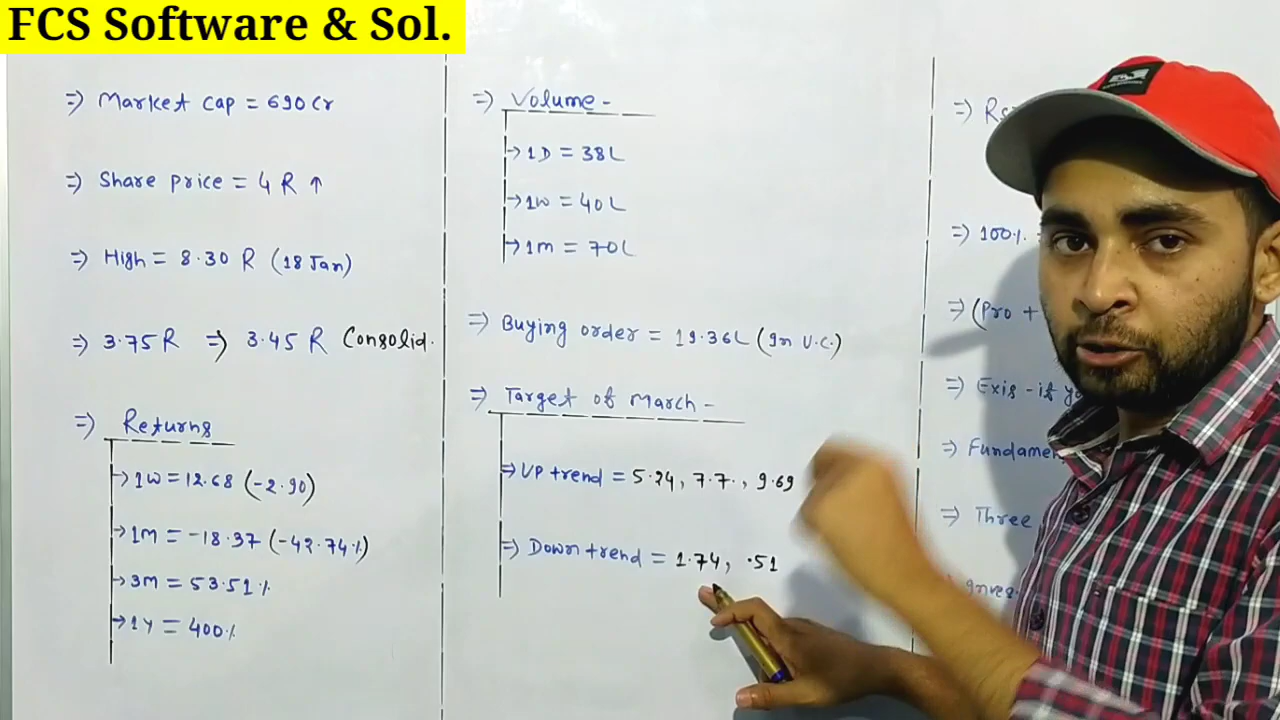 FCS Software & Sol.
⇒ Market cap = 690 Cr
⇒ Share price = 4 R ↑
⇒ High = 8.30 R (18 Jan)
⇒ 3.75 R ⇒ 3.45 R Consolid.
⇒ Returns
→ 1W = 12.68 (-2.90)
→ 1M = -18.37 (-42.74%)
→ 3M = 53.51%
→ 1Y = 400%
⇒ Volume -
→ 1D = 38L
→ 1W = 40L
→ 1m = 70L
⇒ Buying order = 19.36L (In U.C.)
⇒ Target of March -
⇒ UP trend = 5.24, 7.7., 9.69
⇒ Down trend = 1.74, .51
⇒ 100%
⇒ (Pro +
⇒ Exis - if
⇒ Three